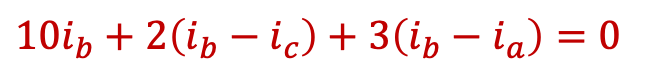 10i_b + 2(i_b − i_c) + 3(i_b − i_a) = 0